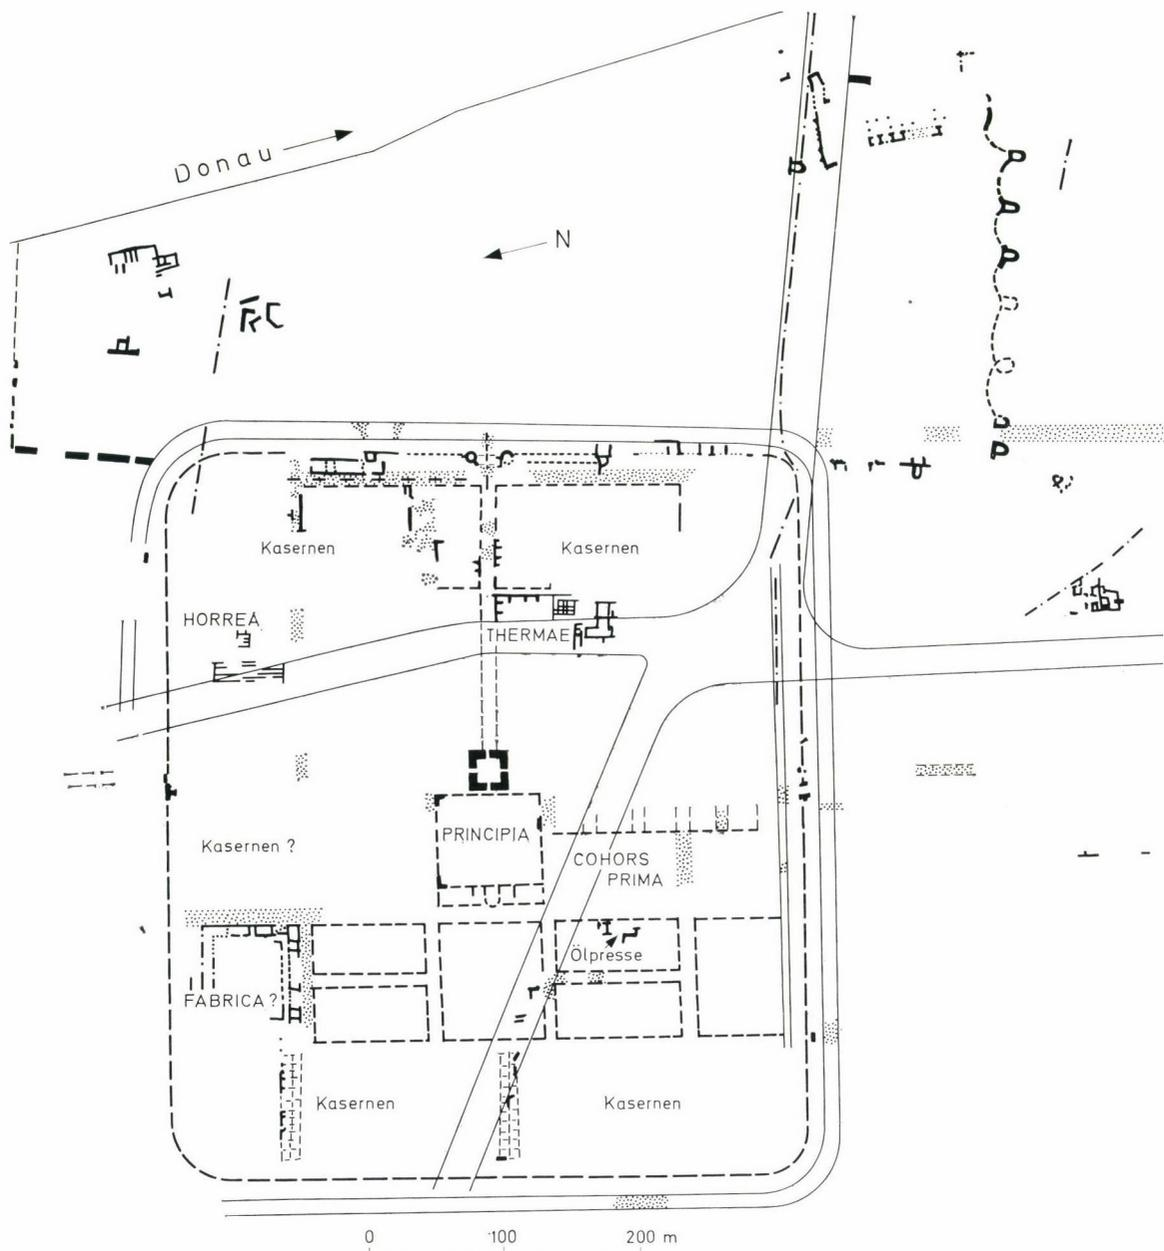 Donau
N
Kasernen
Kasernen
HORREA
THERMAE
PRINCIPIA
Kasernen ?
COHORS
PRIMA
Ölpresse
FABRICA ?
Kasernen
Kasernen
0 100 200 m